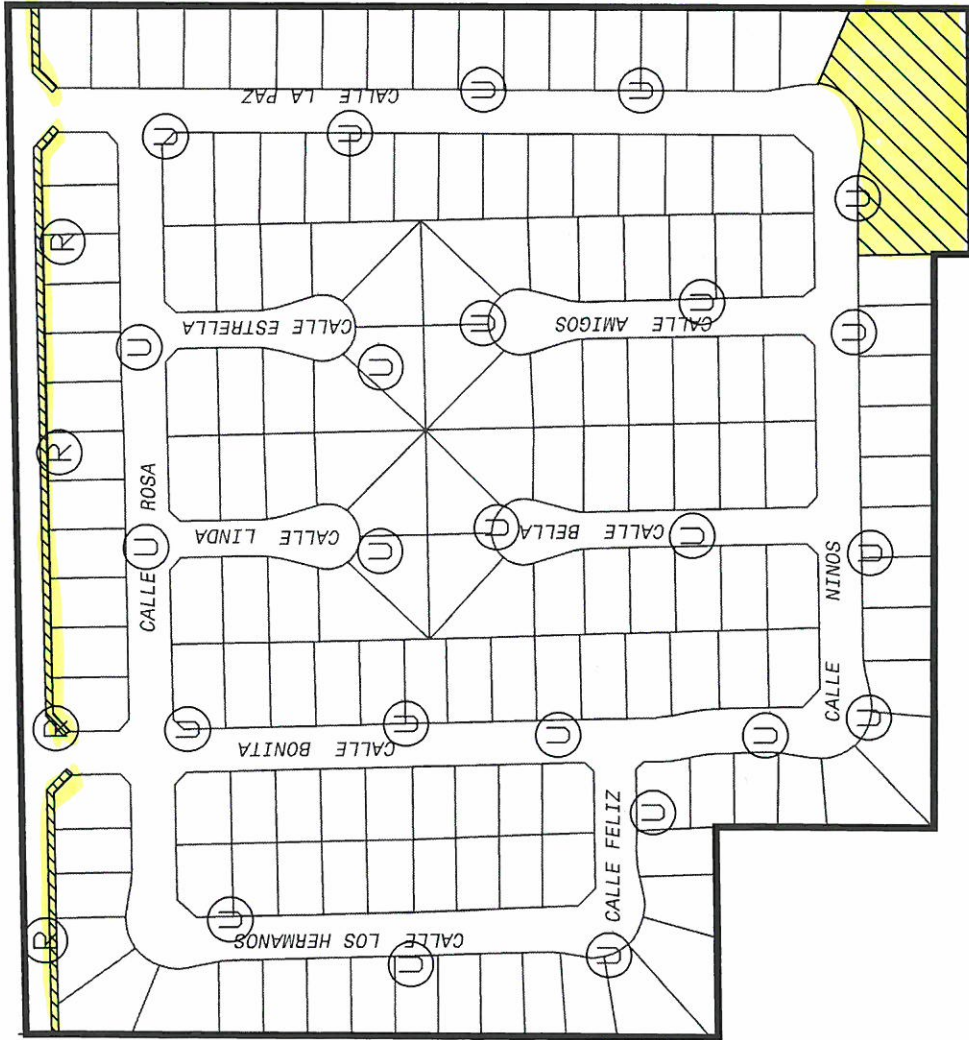 CALLE LA PAZ
U
U
U
U
R
U
CALLE ESTRELLA
U
CALLE AMIGOS
U
U
U
U
R
CALLE ROSA
U
CALLE LINDA
U
CALLE BELLA
U
U
CALLE NINOS
U
R
U
CALLE BONITA
U
U
U
U
CALLE FELIZ
U
R
U
CALLE LOS HERMANOS
U
U